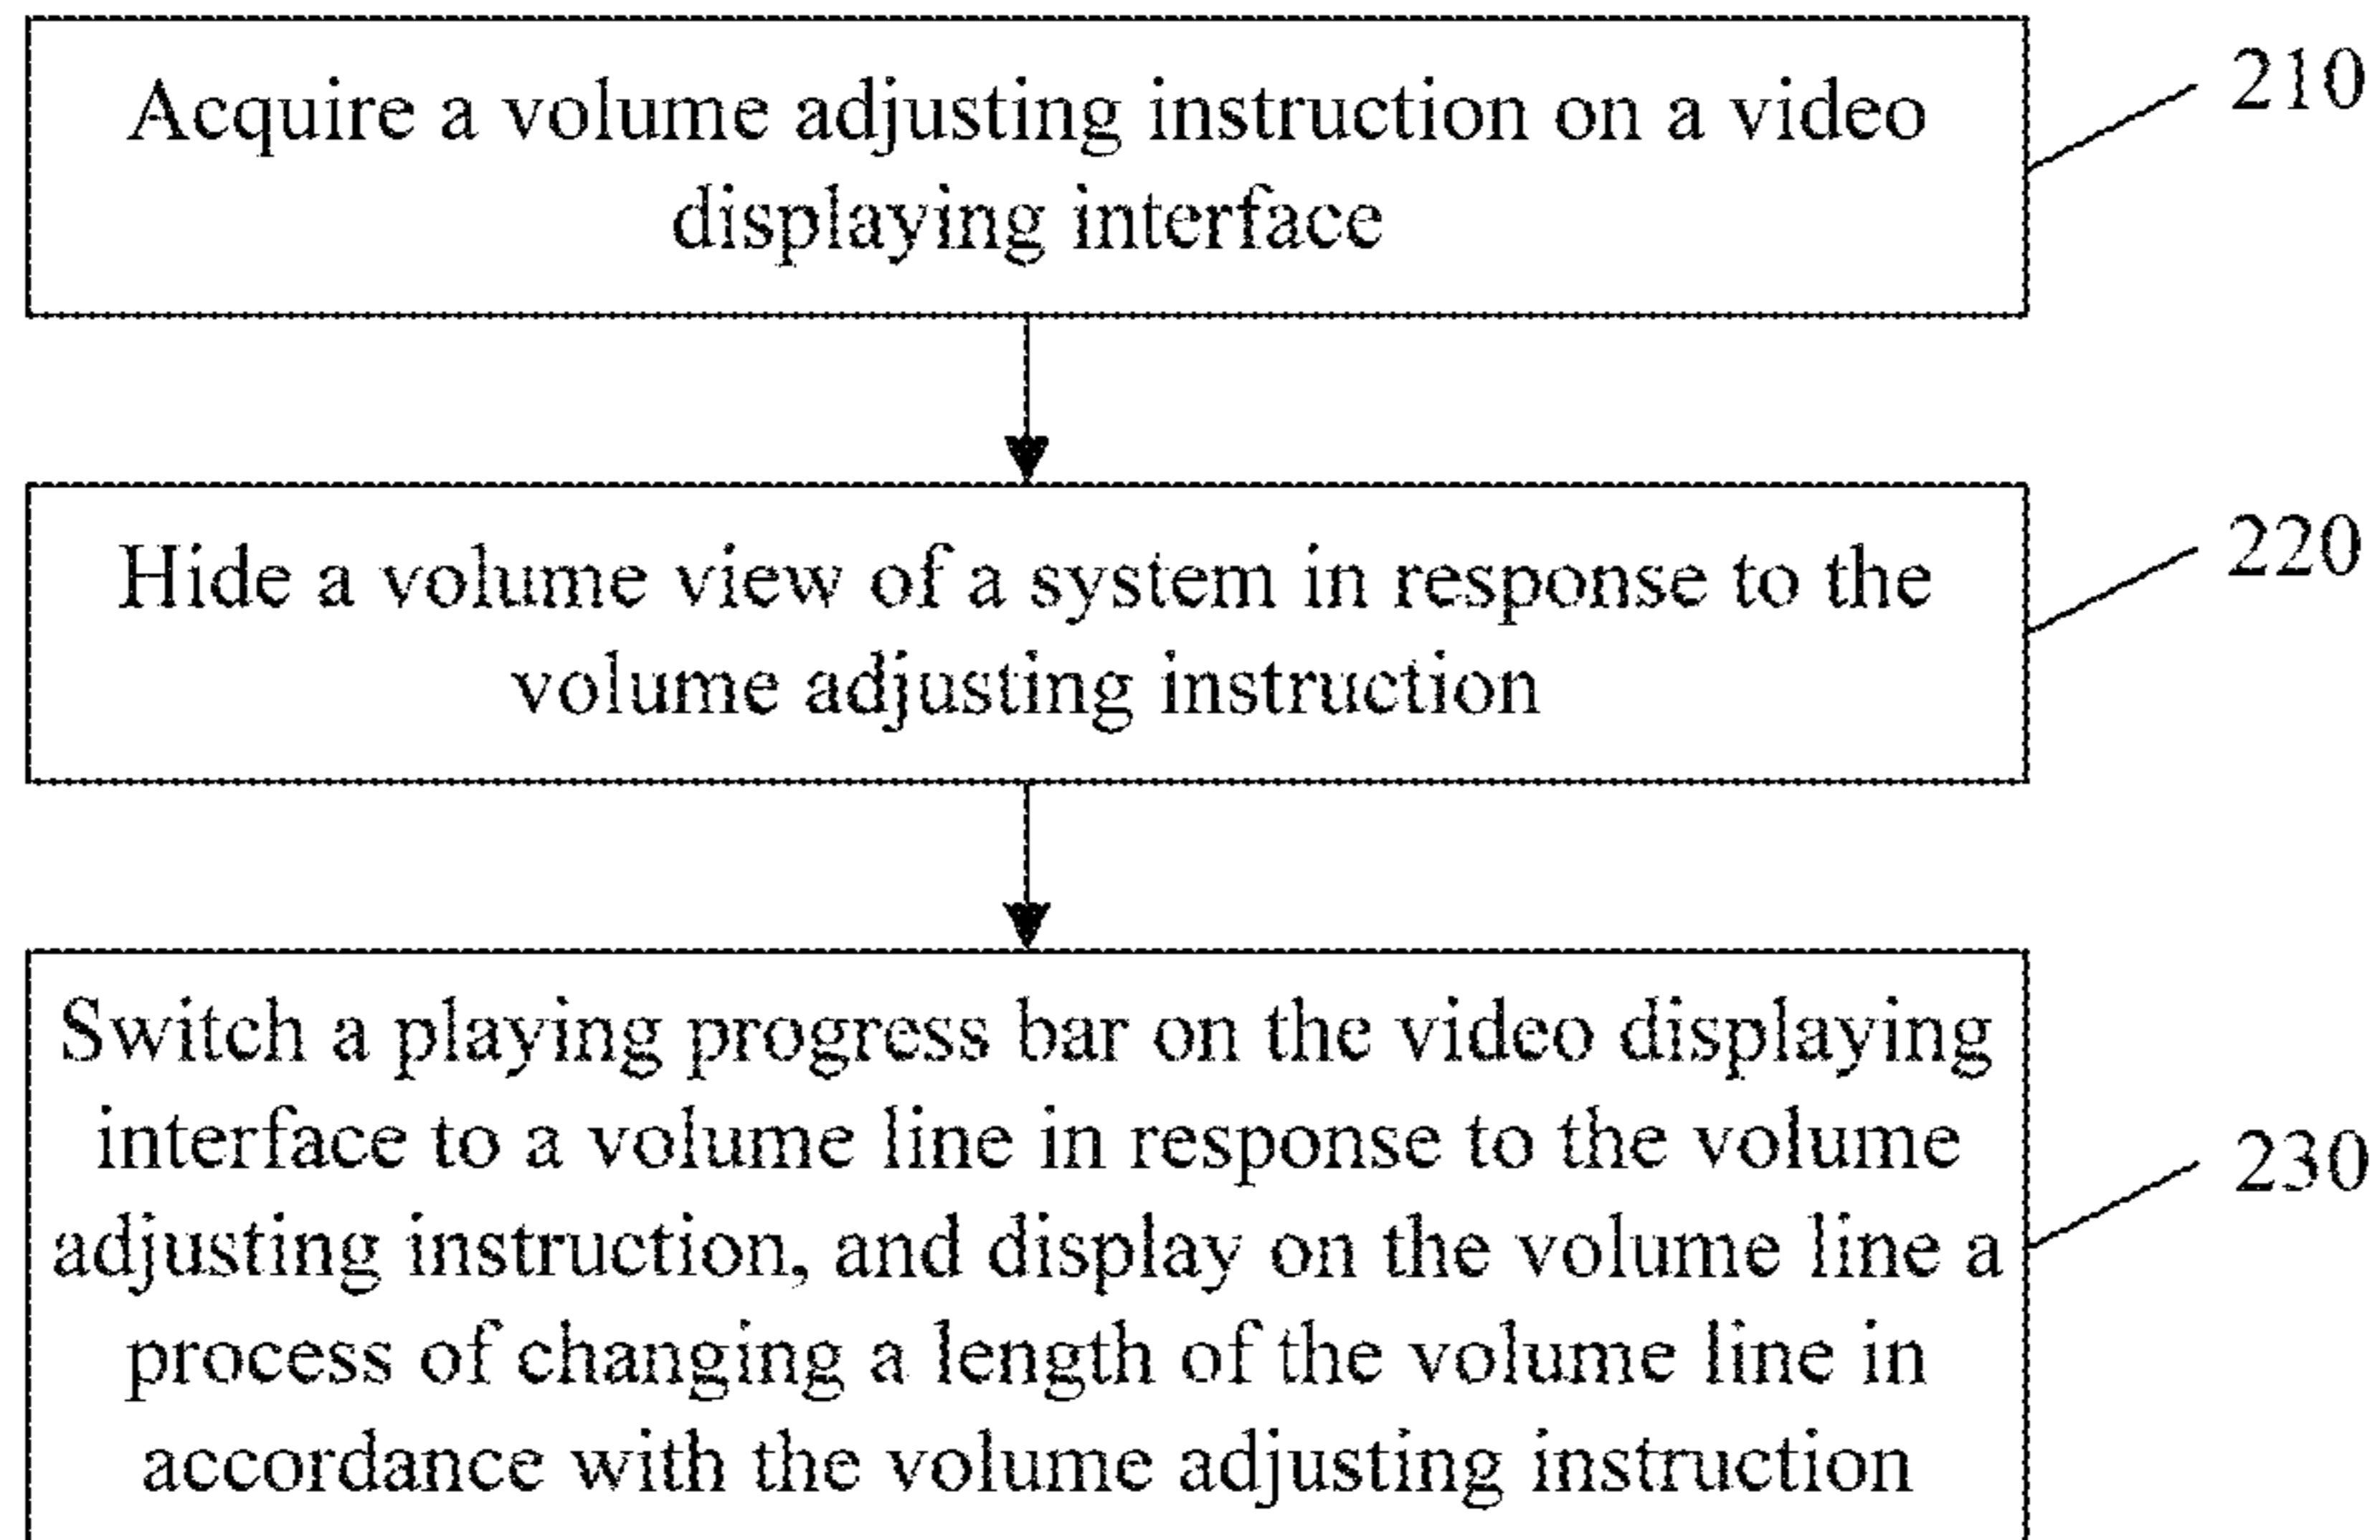 Acquire a volume adjusting instruction on a video
displaying interface
210
Hide a volume view of a system in response to the
volume adjusting instruction
220
Switch a playing progress bar on the video displaying
interface to a volume line in response to the volume
adjusting instruction, and display on the volume line a
process of changing a length of the volume line in
accordance with the volume adjusting instruction
230